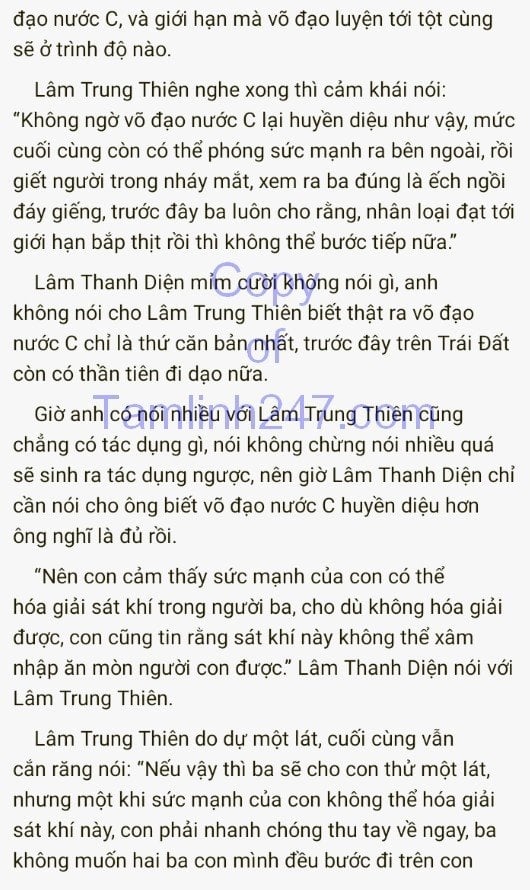 đạo nước C, và giới hạn mà võ đạo luyện tới tột cùng
sẽ ở trình độ nào.
Lâm Trung Thiên nghe xong thì cảm khái nói:
“Không ngờ võ đạo nước C lại huyền diệu như vậy, mức
cuối cùng còn có thể phóng sức mạnh ra bên ngoài, rồi
giết người trong nháy mắt, xem ra ba đúng là ếch ngồi
đáy giếng, trước đây ba luôn cho rằng, nhân loại đạt tới
giới hạn bắp thịt rồi thì không thể bước tiếp nữa.”
Lâm Thanh Diện mỉm cười không nói gì, anh
không nói cho Lâm Trung Thiên biết thật ra võ đạo
nước C chỉ là thứ căn bản nhất, trước đây trên Trái Đất
còn có thần tiên đi dạo nữa.
Giờ anh có nói nhiều với Lâm Trung Thiên cũng
chẳng có tác dụng gì, nói không chừng nói nhiều quá
sẽ sinh ra tác dụng ngược, nên giờ Lâm Thanh Diện chỉ
cần nói cho ông biết võ đạo nước C huyền diệu hơn
ông nghĩ là đủ rồi.
“Nên con cảm thấy sức mạnh của con có thể
hóa giải sát khí trong người ba, cho dù không hóa giải
được, con cũng tin rằng sát khí này không thể xâm
nhập ăn mòn người con được.” Lâm Thanh Diện nói với
Lâm Trung Thiên.
Lâm Trung Thiên do dự một lát, cuối cùng vẫn
cắn răng nói: “Nếu vậy thì ba sẽ cho con thử một lát,
nhưng một khi sức mạnh của con không thể hóa giải
sát khí này, con phải nhanh chóng thu tay về ngay, ba
không muốn hai ba con mình đều bước đi trên con
Copy
of
Tamlinh247.com